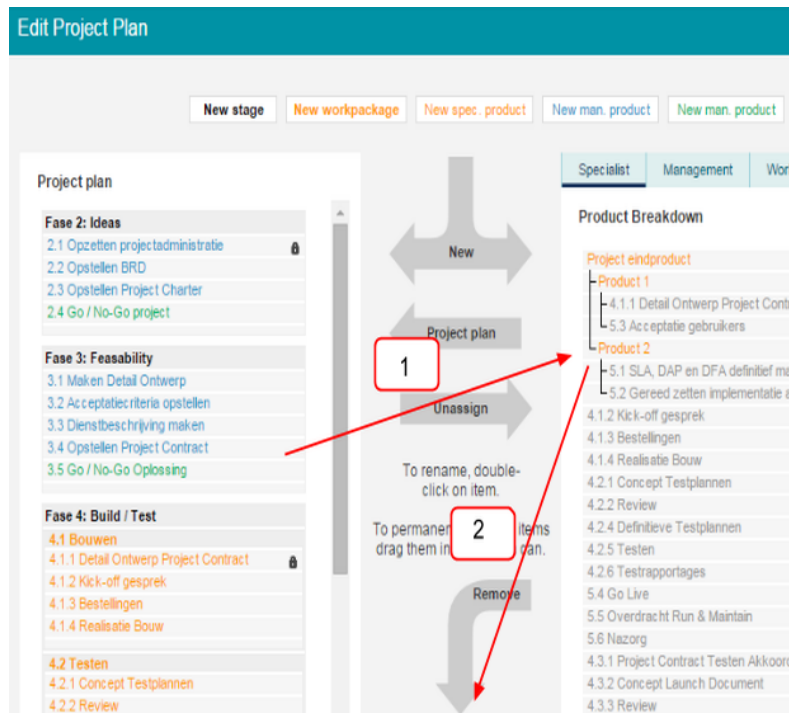 Edit Project Plan
New stage
New workpackage
New spec. product
New man. product
New man. product
Project plan
Fase 2: Ideas
2.1 Opzetten projectadministratie
2.2 Opstellen BRD
2.3 Opstellen Project Charter
2.4 Go / No-Go project
Fase 3: Feasability
3.1 Maken Detail Ontwerp
3.2 Acceptatiecriteria opstellen
3.3 Dienstbeschrijving maken
3.4 Opstellen Project Contract
3.5 Go / No-Go Oplossing
Fase 4: Build / Test
4.1 Bouwen
4.1.1 Detail Ontwerp Project Contract
4.1.2 Kick-off gesprek
4.1.3 Bestellingen
4.1.4 Realisatie Bouw
4.2 Testen
4.2.1 Concept Testplannen
4.2.2 Review
New
Project plan
1
Unassign
To rename, double-
click on item.
To permanen items
drag them in an.
2
Remove
Specialist
Management
Wor
Product Breakdown
Project eindproduct
Product 1
4.1.1 Detail Ontwerp Project Contr
5.3 Acceptatie gebruikers
Product 2
5.1 SLA, DAP en DFA definitief ma
5.2 Gereed zetten implementatie a
4.1.2 Kick-off gesprek
4.1.3 Bestellingen
4.1.4 Realisatie Bouw
4.2.1 Concept Testplannen
4.2.2 Review
4.2.4 Definitieve Testplannen
4.2.5 Testen
4.2.6 Testrapportages
5.4 Go Live
5.5 Overdracht Run & Maintain
5.6 Nazorg
4.3.1 Project Contract Testen Akkoord
4.3.2 Concept Launch Document
4.3.3 Review